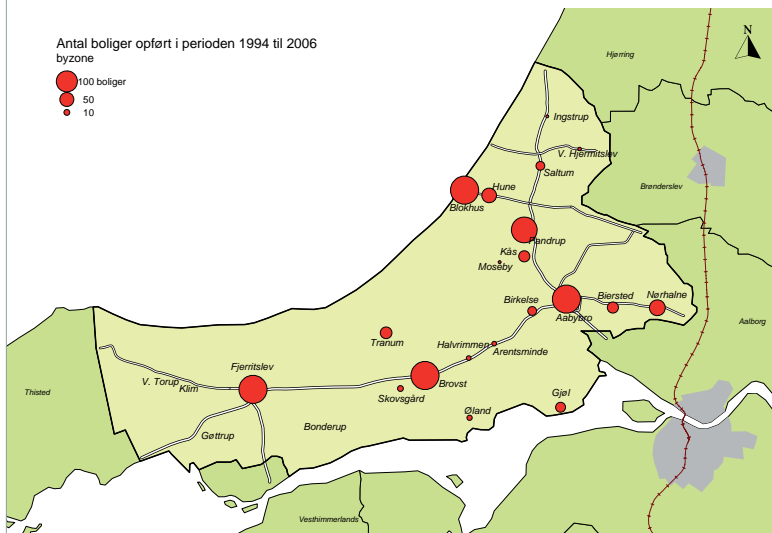 Antal boliger opført i perioden 1994 til 2006
byzone
100 boliger
50
10
N
Hjørring
Ingstrup
V. Hjermitslev
Saltum
Brønderslev
Hune
Blokhus
Pandrup
Kås
Moseby
Birkelse
Aabybro
Biersted
Nørhalne
Aalborg
Tranum
Halvrimmen
Arentsminde
Fjerritslev
V. Torup
Klim
Thisted
Brovst
Skovsgård
Øland
Gjøl
Gøttrup
Bonderup
Vesthimmerlands